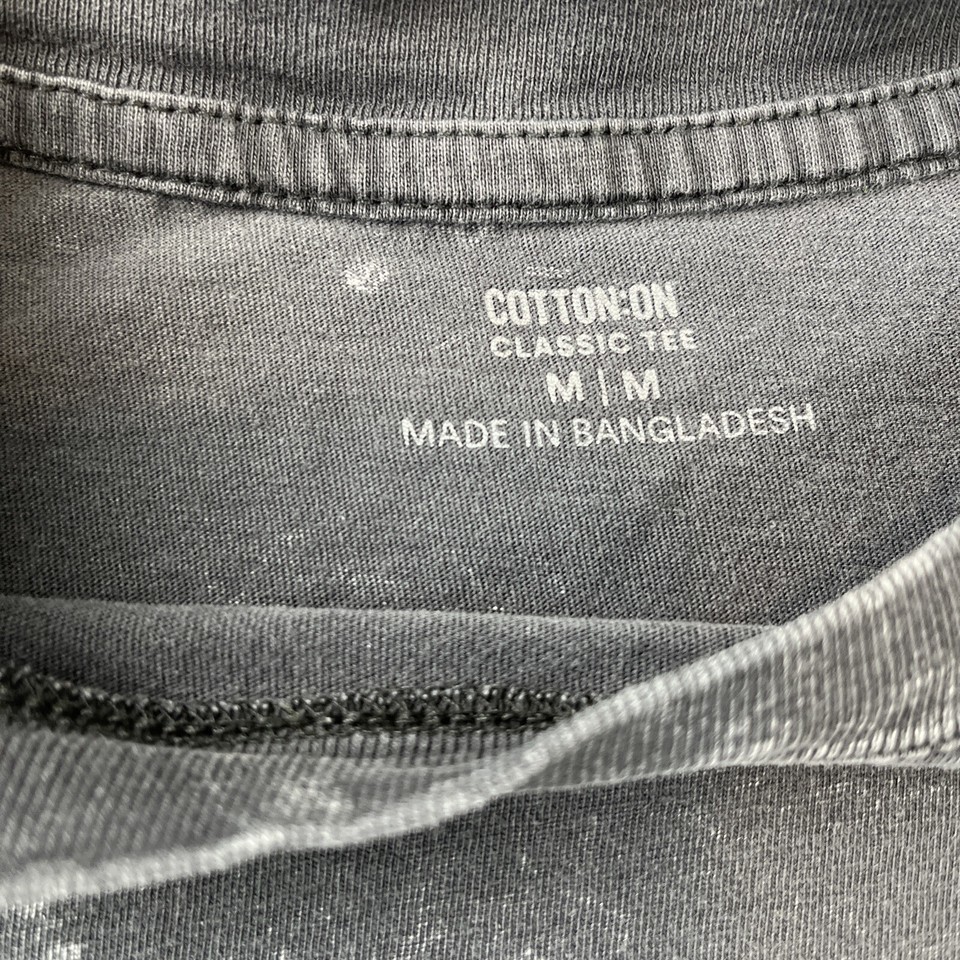 COTTON:ON
CLASSIC TEE
M | M
MADE IN BANGLADESH